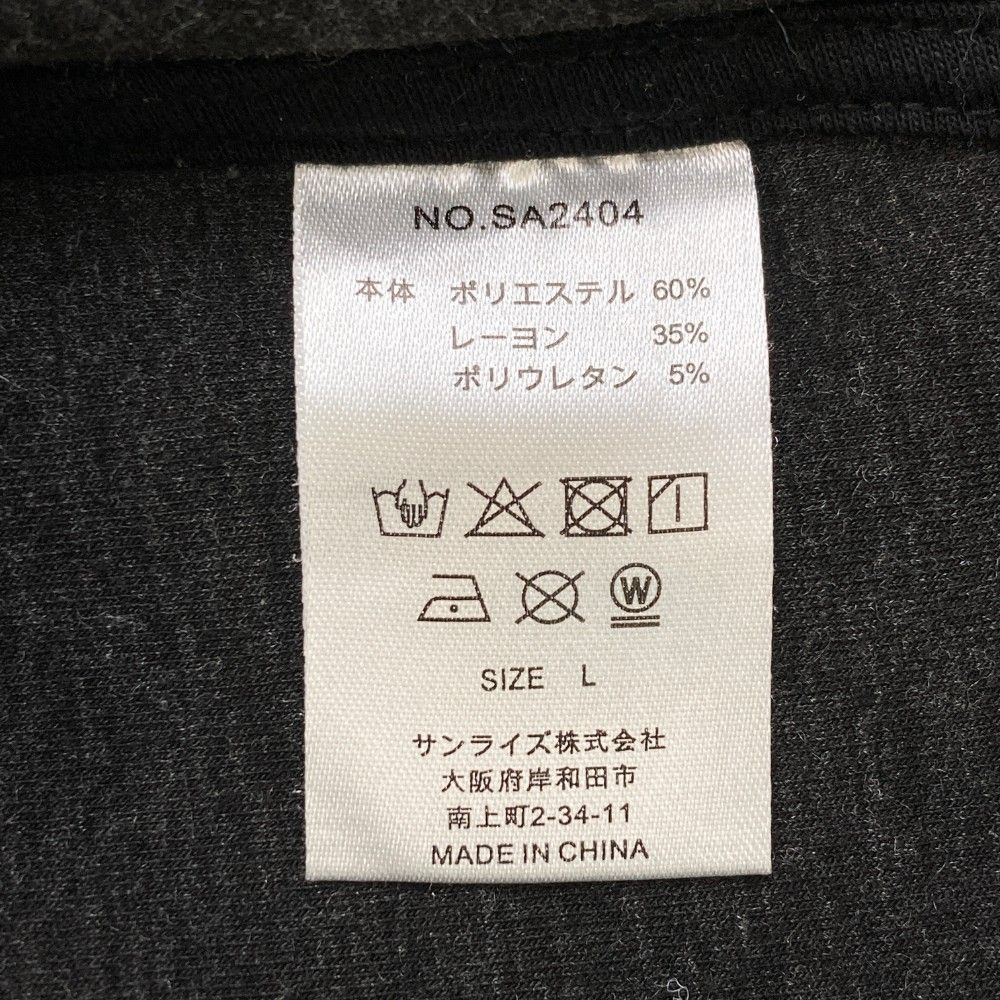 NO.SA2404
本体 ポリエステル 60%
レーヨン 35%
ポリウレタン 5%
W
SIZE L
サンライズ株式会社
大阪府岸和田市
南上町2-34-11
MADE IN CHINA